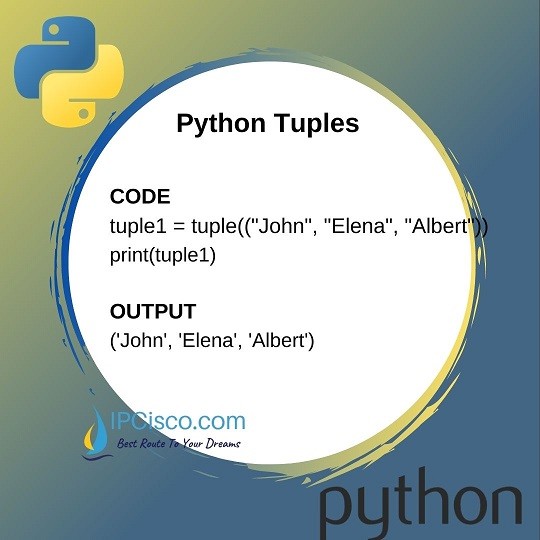 Python Tuples
CODE
tuple1 = tuple(("John", "Elena", "Albert"))
print(tuple1)
OUTPUT
('John', 'Elena', 'Albert')
IPCisco.com
Best Route To Your Dreams
python